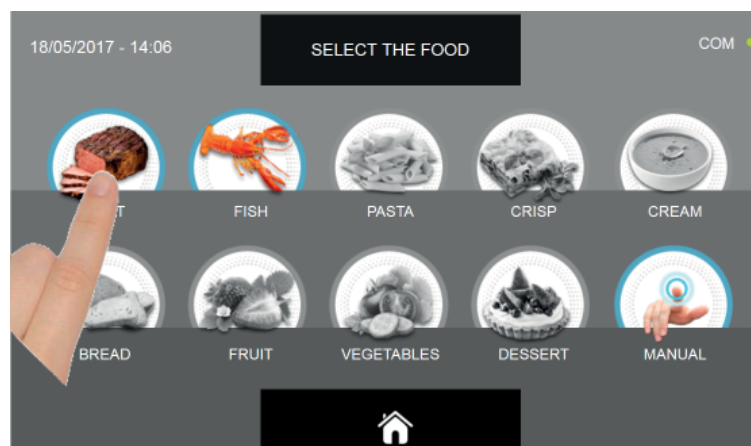 18/05/2017 - 14:06
SELECT THE FOOD
COM
FISH
PASTA
CRISP
CREAM
BREAD
FRUIT
VEGETABLES
DESSERT
MANUAL